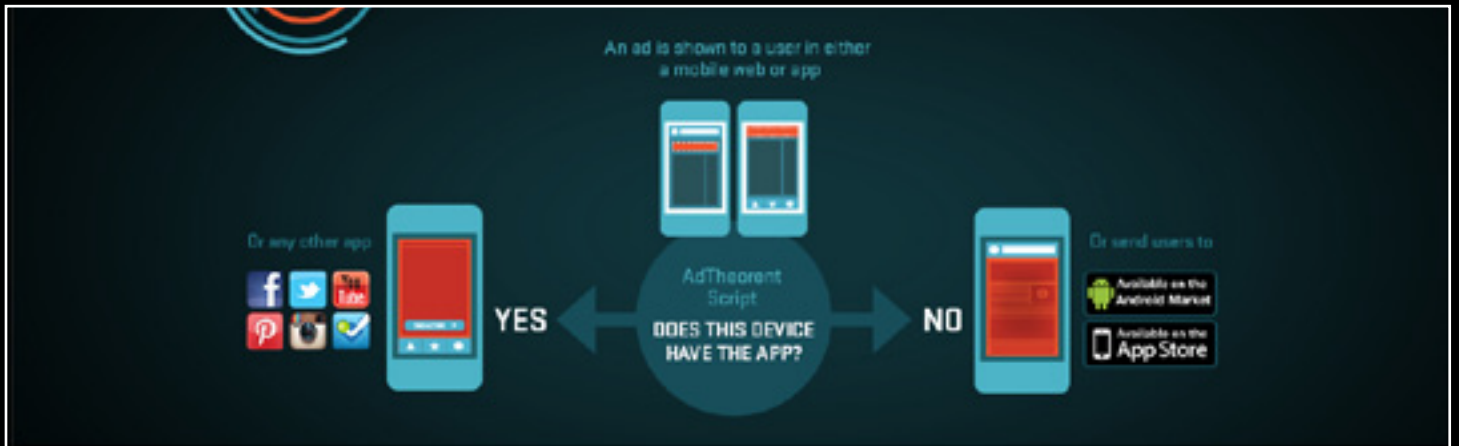 An ad is shown to a user in either
a mobile web or app
Or any other app
f
You
Tube
P
YES
AdTheorent
Script
DOES THIS DEVICE
HAVE THE APP?
NO
Or send users to
Available on the
Android Market
Available on the
App Store